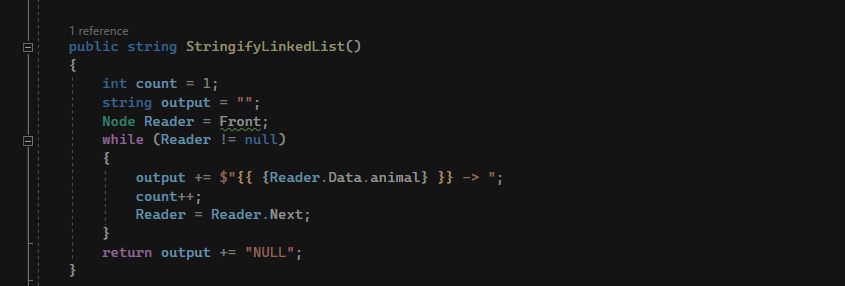 1 reference
public string StringifyLinkedList()
{
int count = 1;
string output = "";
Node Reader = Front;
while (Reader != null)
{
output += $"{{ {Reader.Data.animal} }} -> ";
count++;
Reader = Reader.Next;
}
return output += "NULL";
}